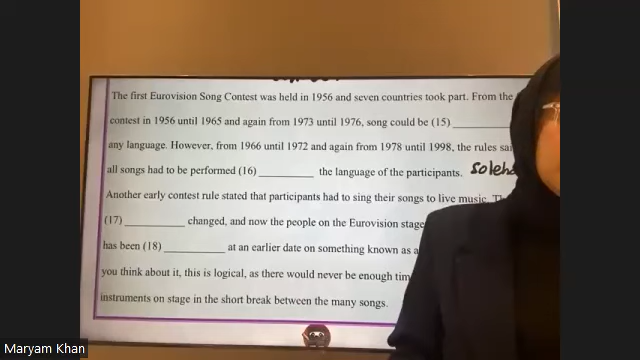 The first Eurovision Song Contest was held in 1956 and seven countries took part. From the
contest in 1956 until 1965 and again from 1973 until 1976, song could be (15) __________
any language. However, from 1966 until 1972 and again from 1978 until 1998, the rules
all songs had to be performed (16)__________ the language of the participants.
Another early contest rule stated that participants had to sing their songs to live music.
(17) __________ changed, and now the people on the Eurovision stage
has been (18) __________ at an earlier date on something known as a
you think about it, this is logical, as there would never be enough
instruments on stage in the short break between the many songs.
Maryam Khan